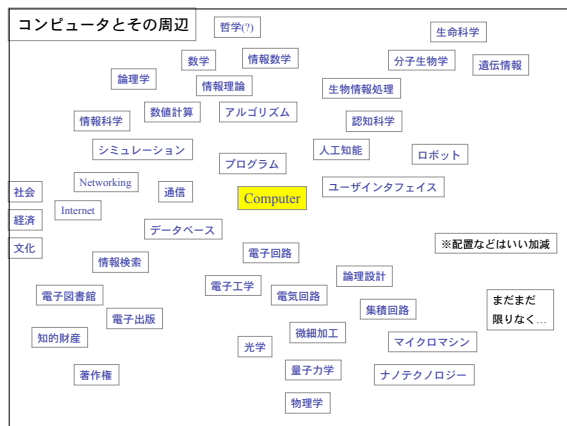 コンピュータとその周辺
哲学(?)
生命科学
数学
情報数学
分子生物学
遺伝情報
論理学
情報理論
生物情報処理
数値計算
アルゴリズム
情報科学
認知科学
シミュレーション
人工知能
ロボット
プログラム
Networking
通信
ユーザインタフェイス
社会
Computer
Internet
経済
データベース
文化
電子回路
※配置などはいい加減
情報検索
論理設計
電子工学
電子図書館
電気回路
集積回路
まだまだ
限りなく…
電子出版
知的財産
微細加工
マイクロマシン
光学
著作権
量子力学
ナノテクノロジー
物理学